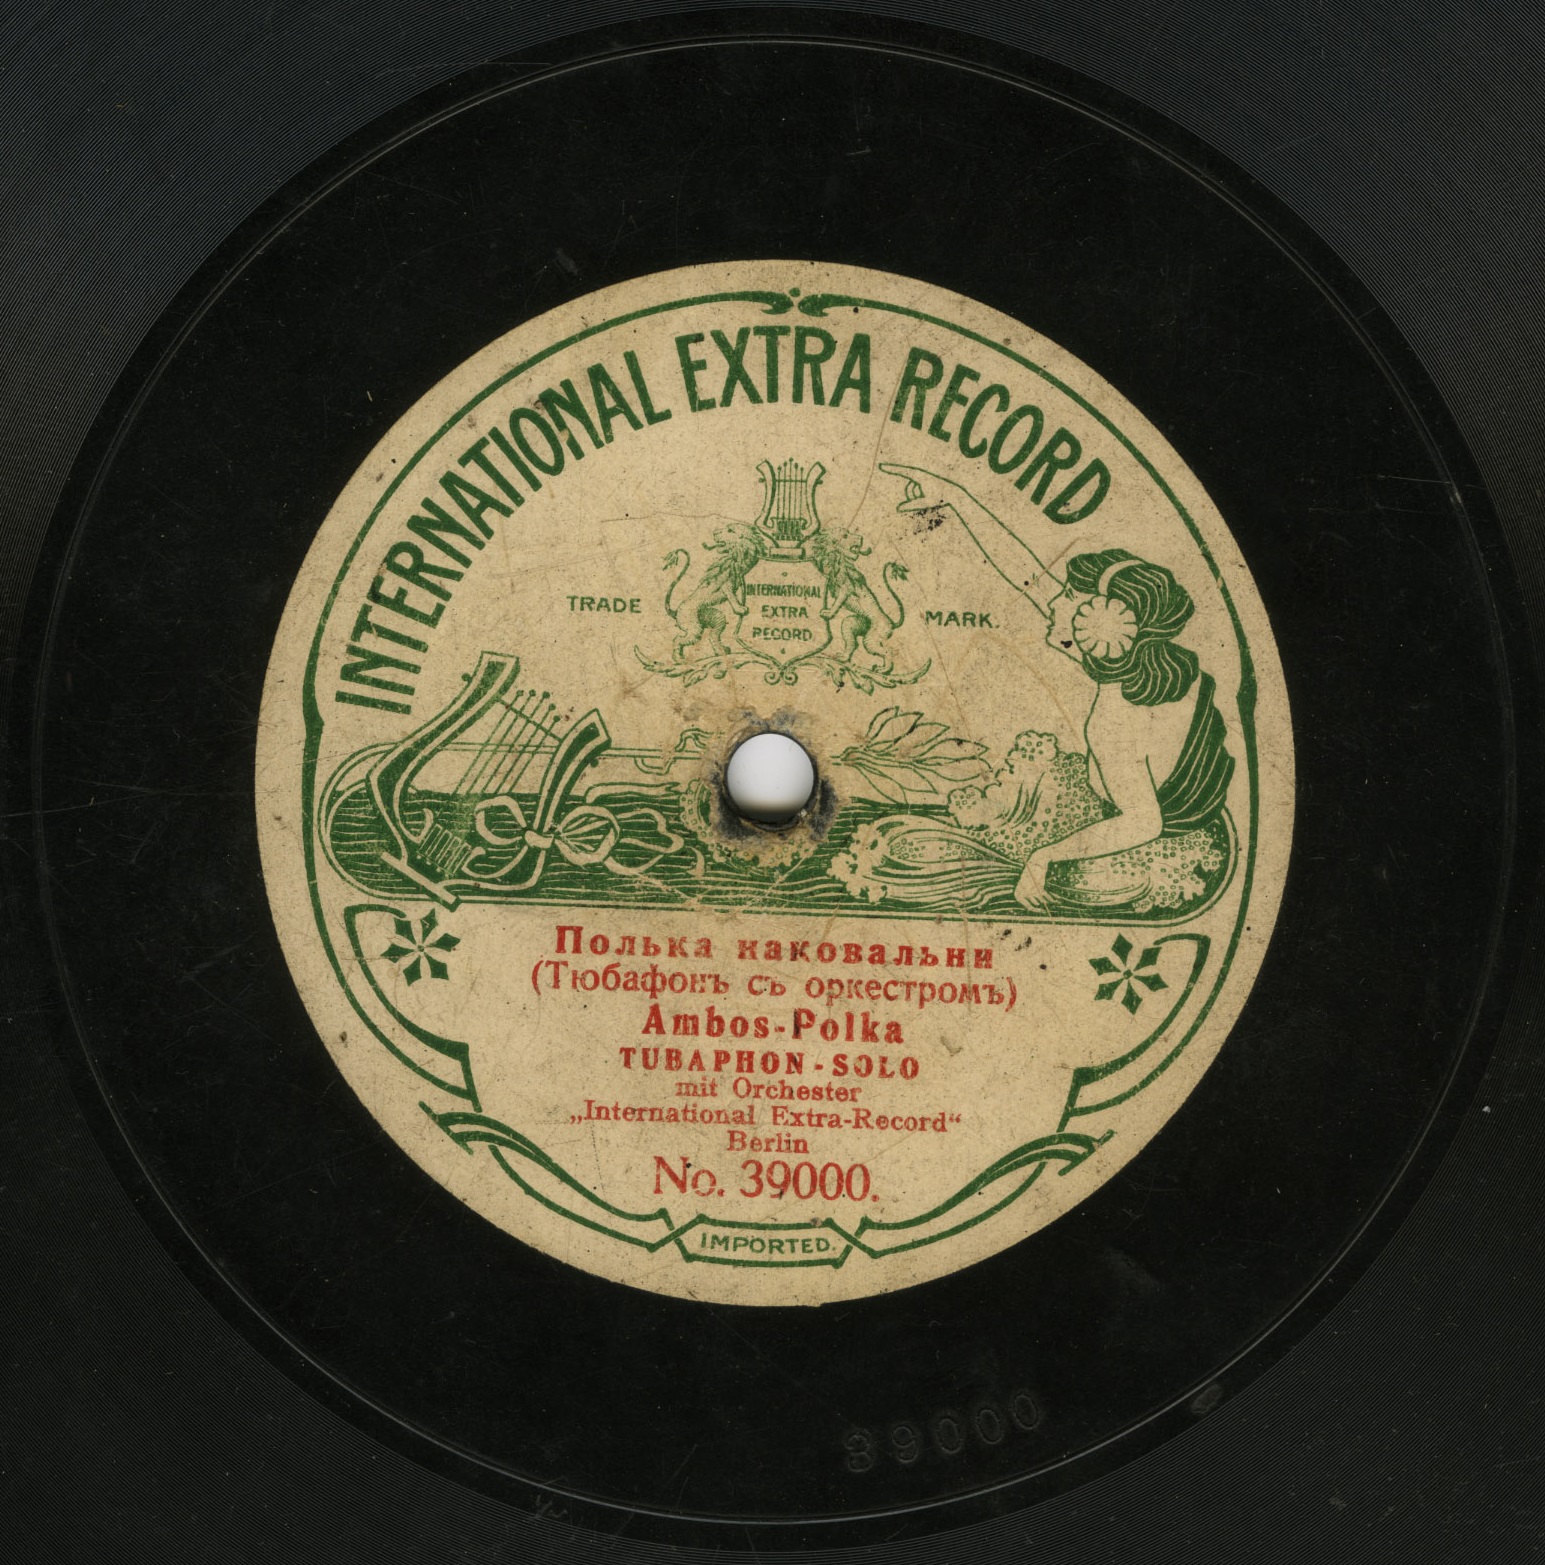 INTERNATIONAL EXTRA RECORD
TRADE MARK.
INTERNATIONAL
EXTRA
RECORD
Полька наковальни
(Тюбафонъ съ оркестромъ)
Ambos-Polka
TUBAPHON-SOLO
mit Orchester
„International Extra-Record“
Berlin
No. 39000.
IMPORTED.
39000